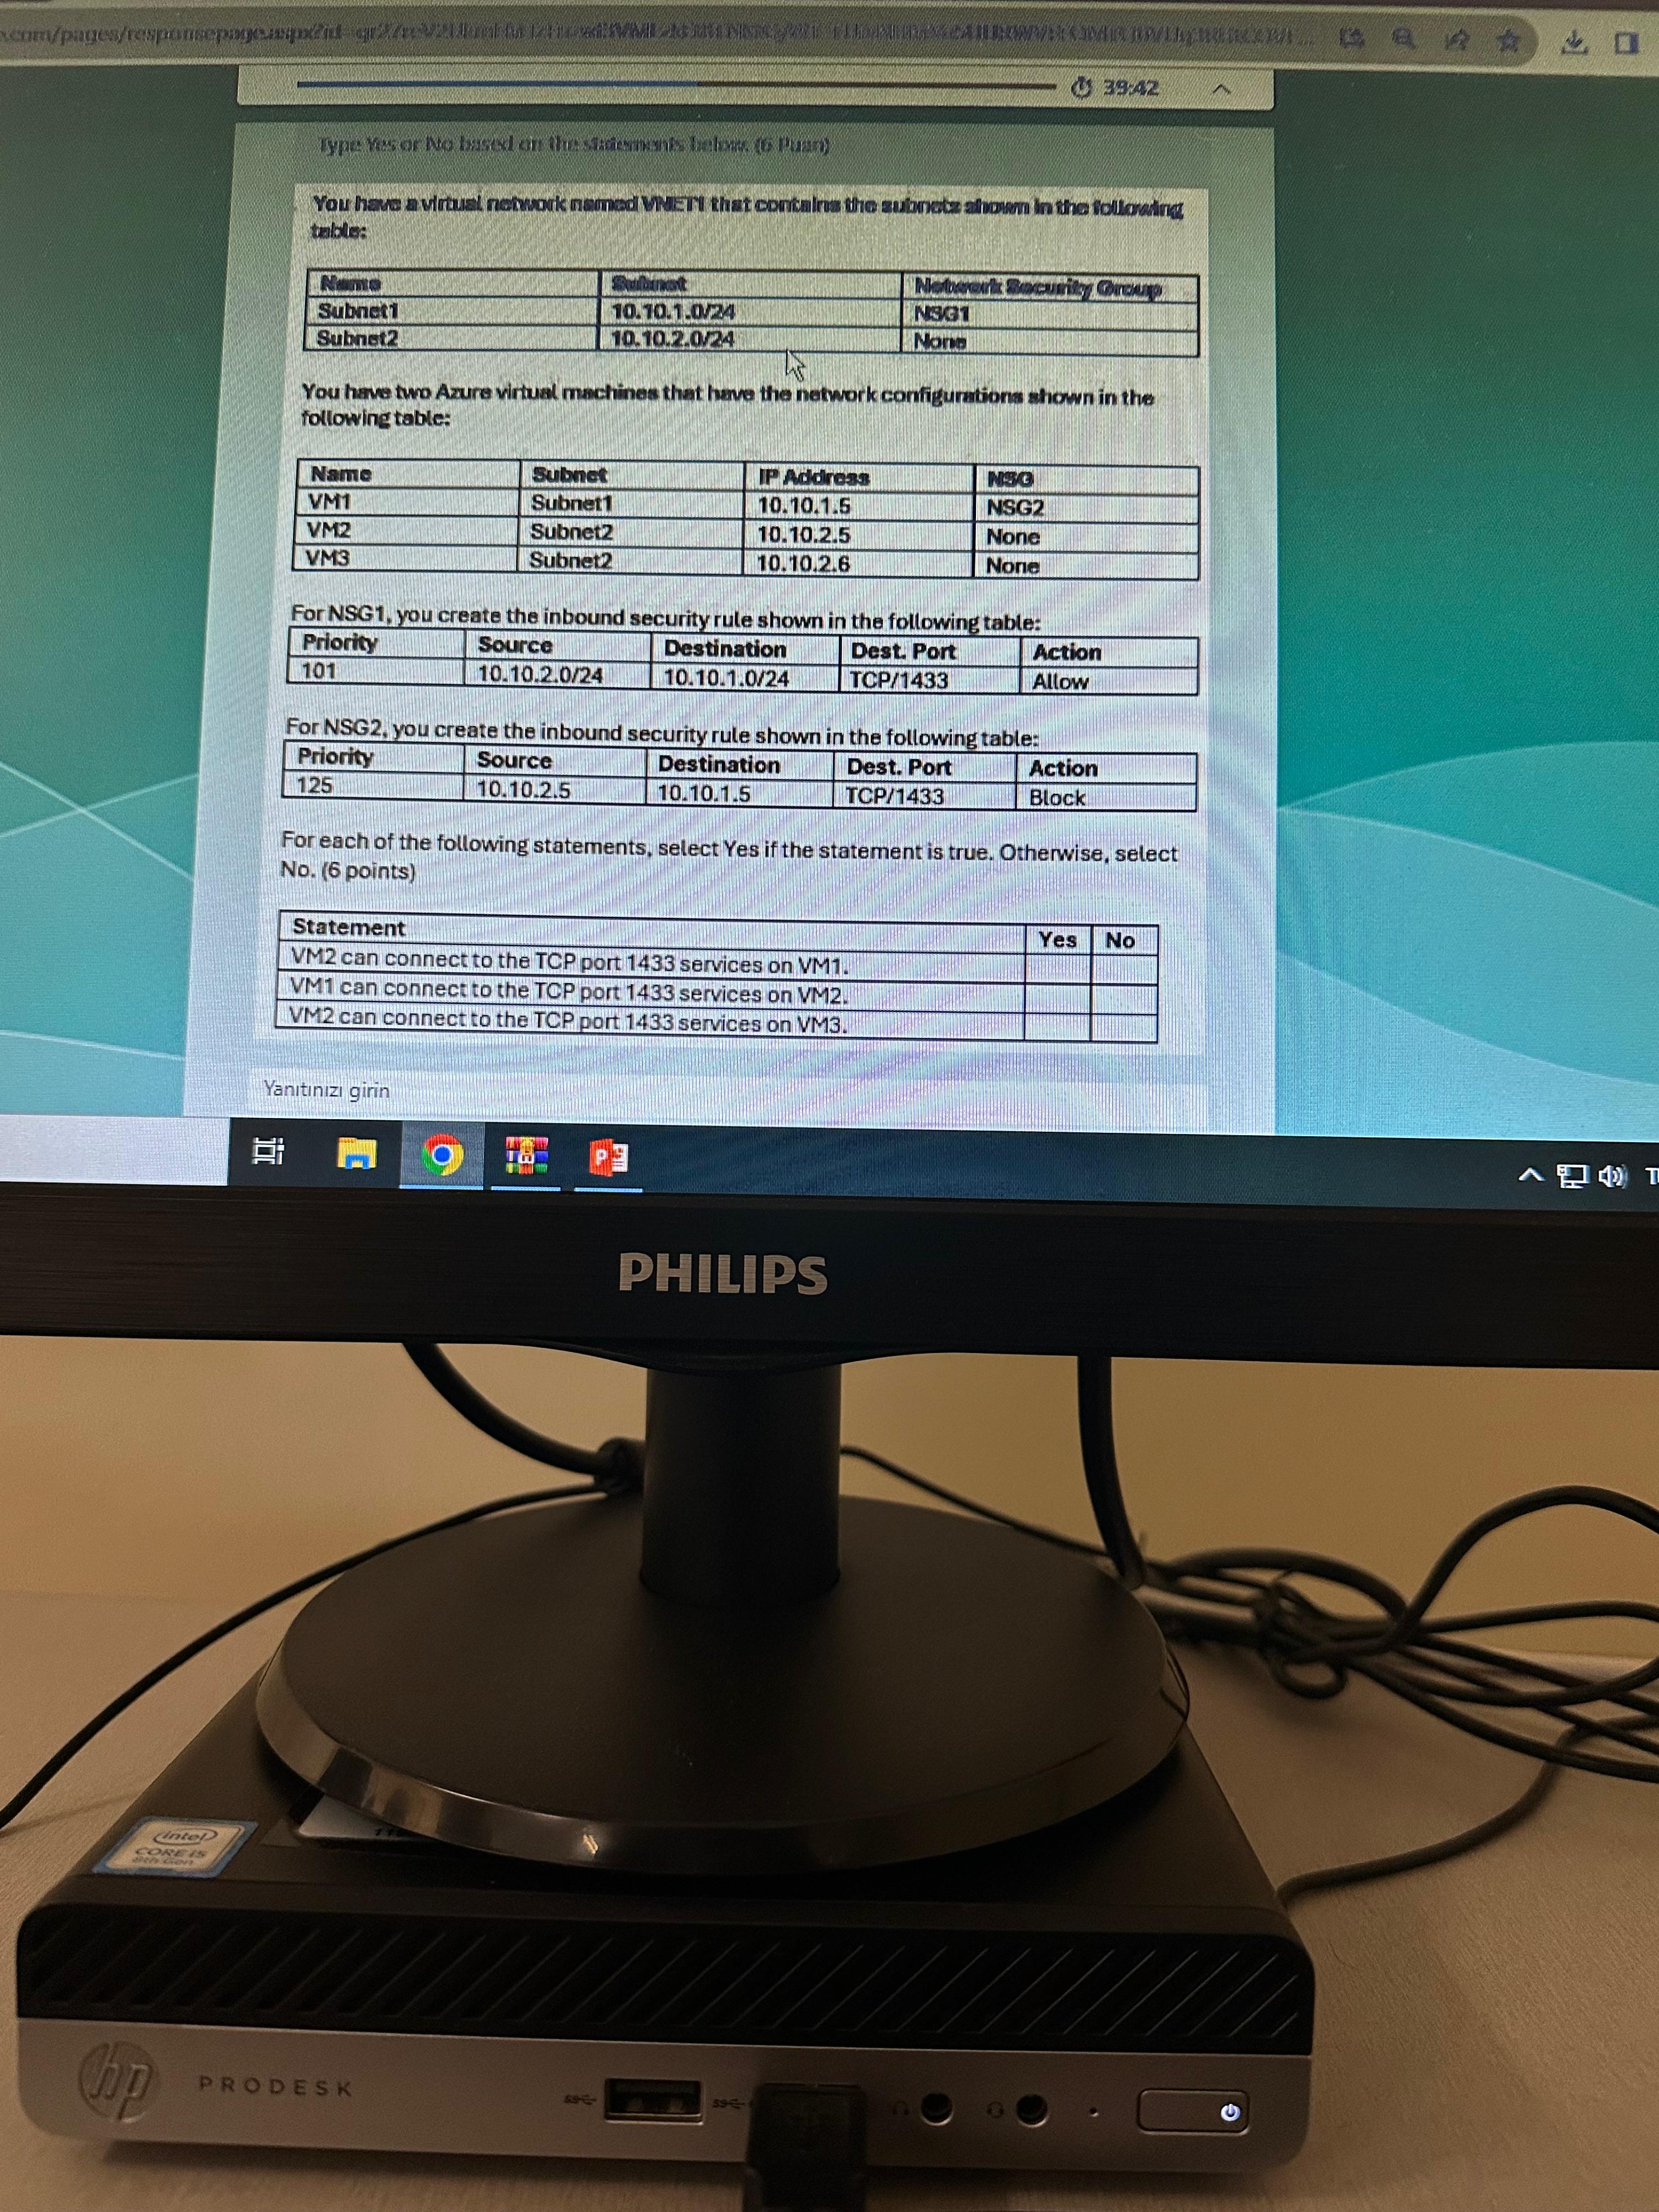 39:42
Type Yes or No based on the statements below. (6 Puan)
You have a virtual network named VNET1 that contains the subnets shown in the following
table:
Name Subnet Network Security Group
Subnet1 10.10.1.0/24 NSG1
Subnet2 10.10.2.0/24 None
You have two Azure virtual machines that have the network configurations shown in the
following table:
Name Subnet IP Address NSG
VM1 Subnet1 10.10.1.5 NSG2
VM2 Subnet2 10.10.2.5 None
VM3 Subnet2 10.10.2.6 None
For NSG1, you create the inbound security rule shown in the following table:
Priority Source Destination Dest. Port Action
101 10.10.2.0/24 10.10.1.0/24 TCP/1433 Allow
For NSG2, you create the inbound security rule shown in the following table:
Priority Source Destination Dest. Port Action
125 10.10.2.5 10.10.1.5 TCP/1433 Block
For each of the following statements, select Yes if the statement is true. Otherwise, select
No. (6 points)
Statement Yes No
VM2 can connect to the TCP port 1433 services on VM1.
VM1 can connect to the TCP port 1433 services on VM2.
VM2 can connect to the TCP port 1433 services on VM3.
Yanıtınızı girin
PHILIPS
intel
CORE i5
8th Gen
hp PRODESK